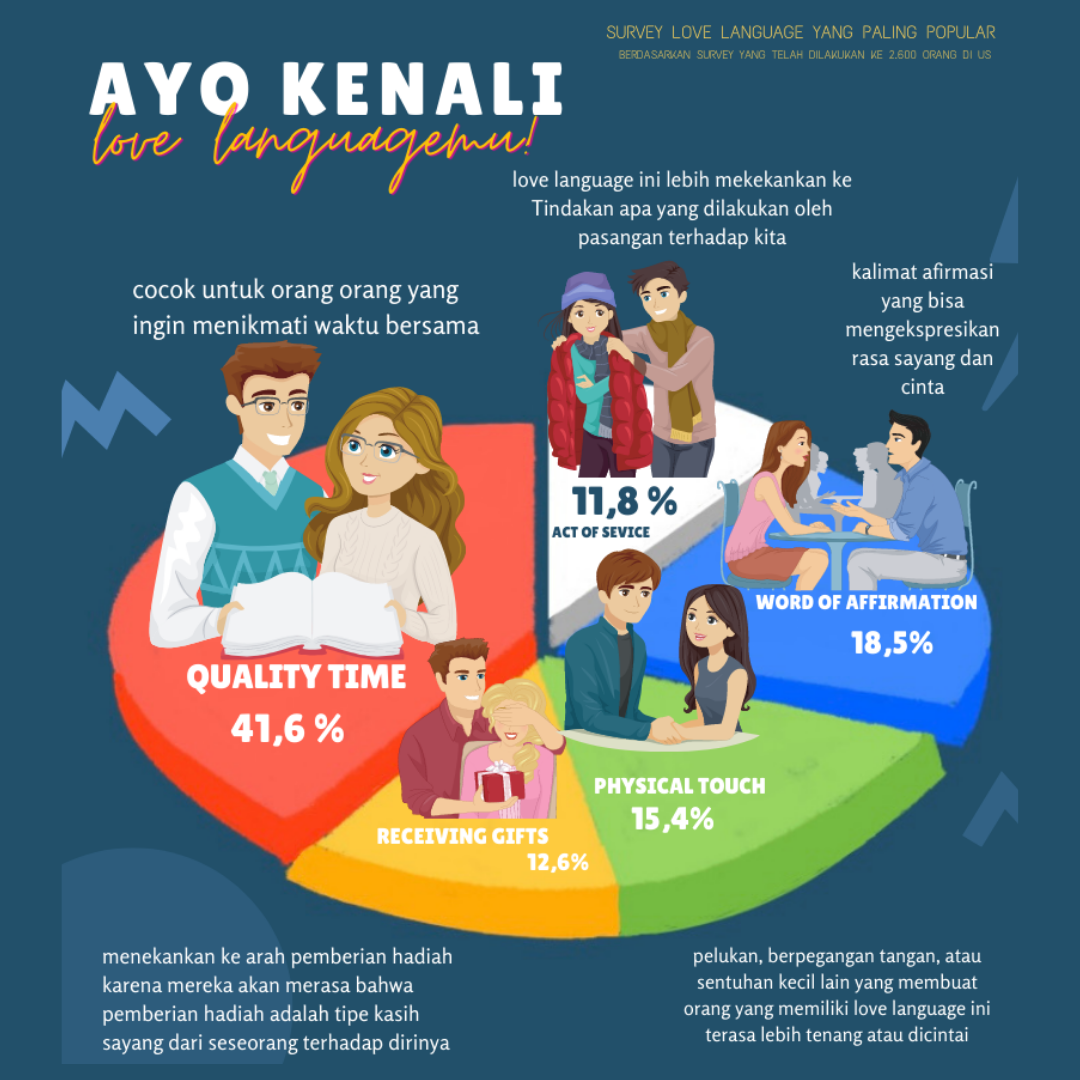 SURVEY LOVE LANGUAGE YANG PALING POPULAR
BERDASARKAN SURVEY YANG TELAH DILAKUKAN KE 2.600 ORANG DI US
AYO KENALI
love languagemu!
love language ini lebih mekekankan ke
Tindakan apa yang dilakukan oleh
pasangan terhadap kita
cocok untuk orang orang yang
ingin menikmati waktu bersama
kalimat afirmasi
yang bisa
mengekspresikan
rasa sayang dan
cinta
11,8 %
ACT OF SEVICE
WORD OF AFFIRMATION
18,5%
QUALITY TIME
41,6 %
PHYSICAL TOUCH
15,4%
RECEIVING GIFTS
12,6%
menekankan ke arah pemberian hadiah
karena mereka akan merasa bahwa
pemberian hadiah adalah tipe kasih
sayang dari seseorang terhadap dirinya
pelukan, berpegangan tangan, atau
sentuhan kecil lain yang membuat
orang yang memiliki love language ini
terasa lebih tenang atau dicintai